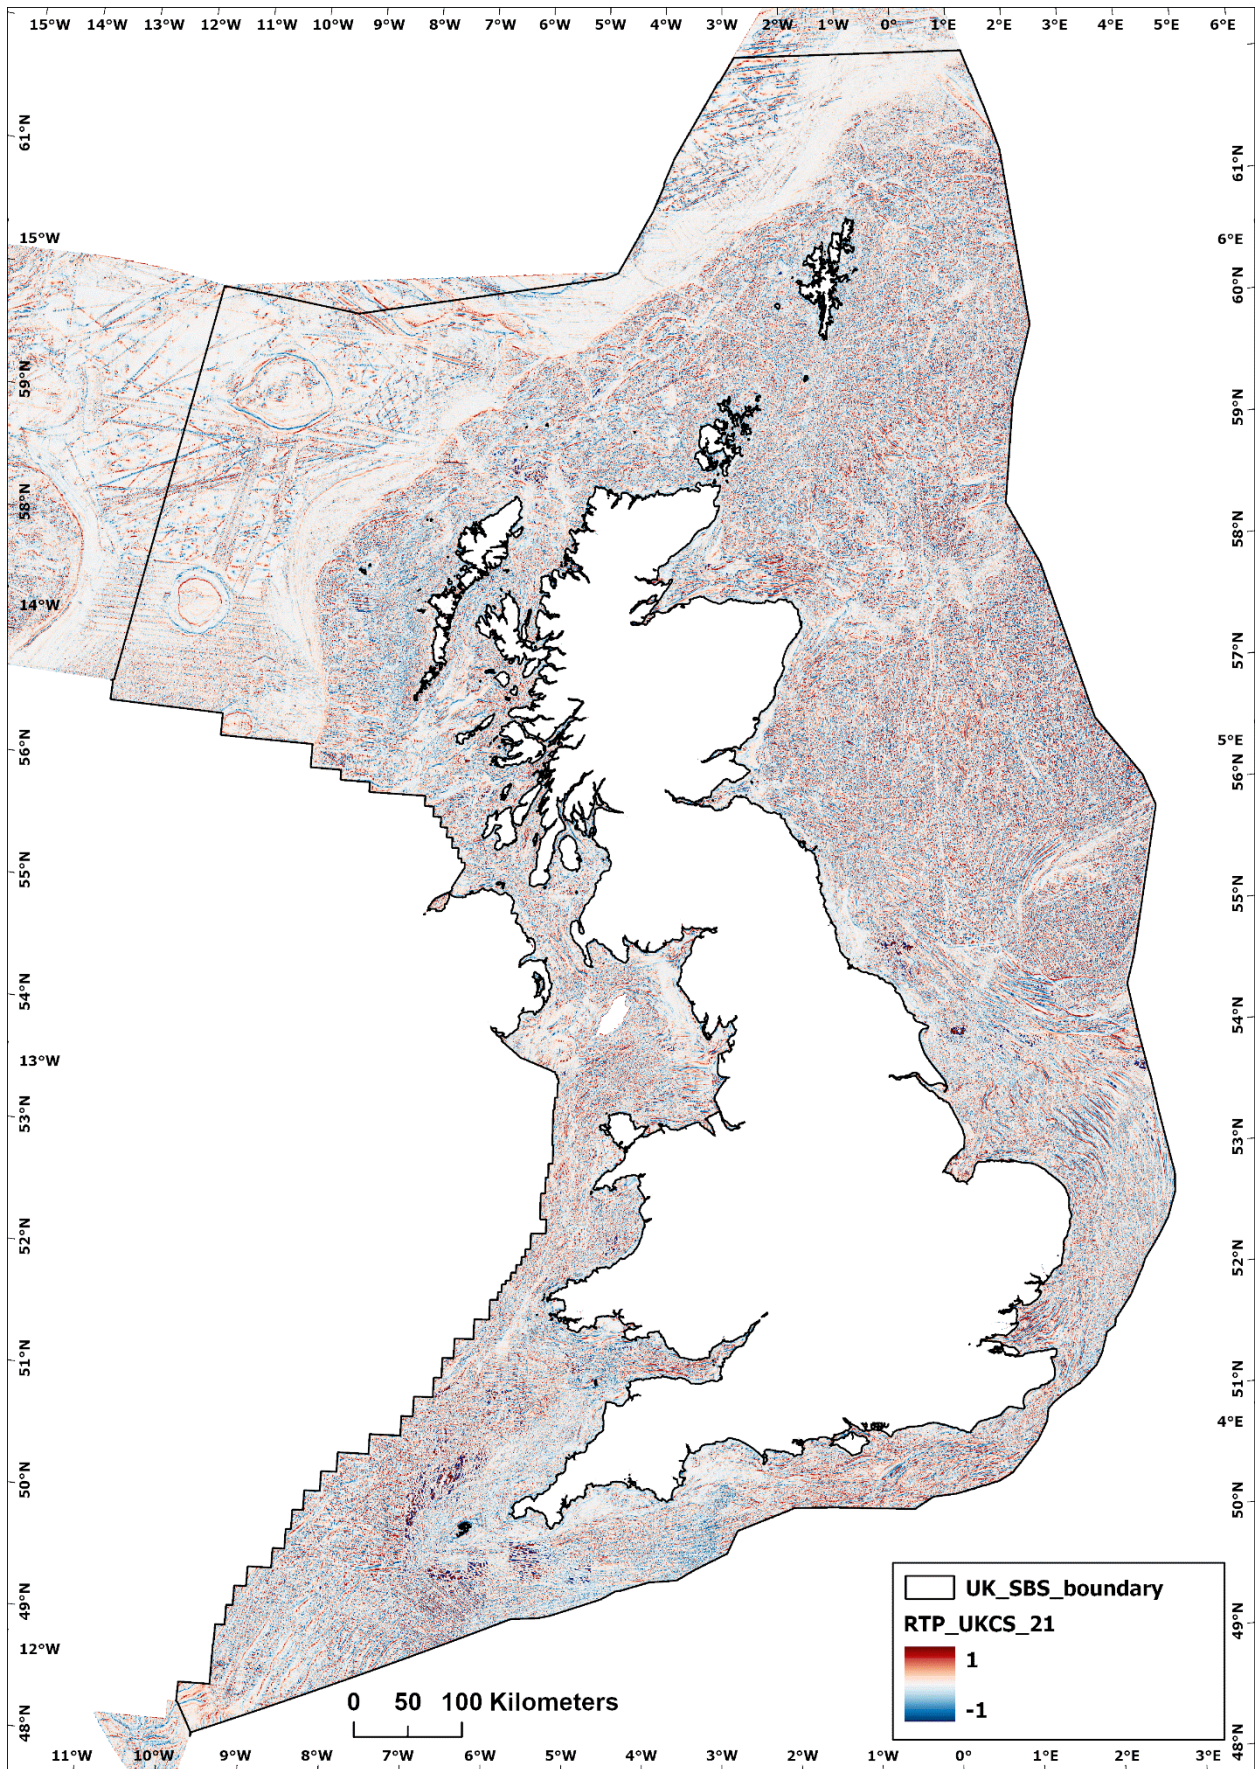 15°W 14°W 13°W 12°W 11°W 10°W 9°W 8°W 7°W 6°W 5°W 4°W 2°W 1°W 0° 1°E 2°E 3°E 4°E 5°E 6°E
61°N
61°N
15°W
6°E
60°N
59°N
59°N
58°N
58°N
14°W
57°N
56°N
5°E
56°N
55°N
55°N
54°N
54°N
13°W
53°N
53°N
52°N
52°N
51°N
51°N
4°E
50°N
50°N
UK_SBS_boundary
49°N
RTP_UKCS_21
49°N
12°W
1
0 50 100 Kilometers
-1
48°N
48°N
11°W 10°W 9°W 8°W 7°W 6°W 5°W 4°W 3°W 2°W 1°W 0° 1°E 2°E 3°E